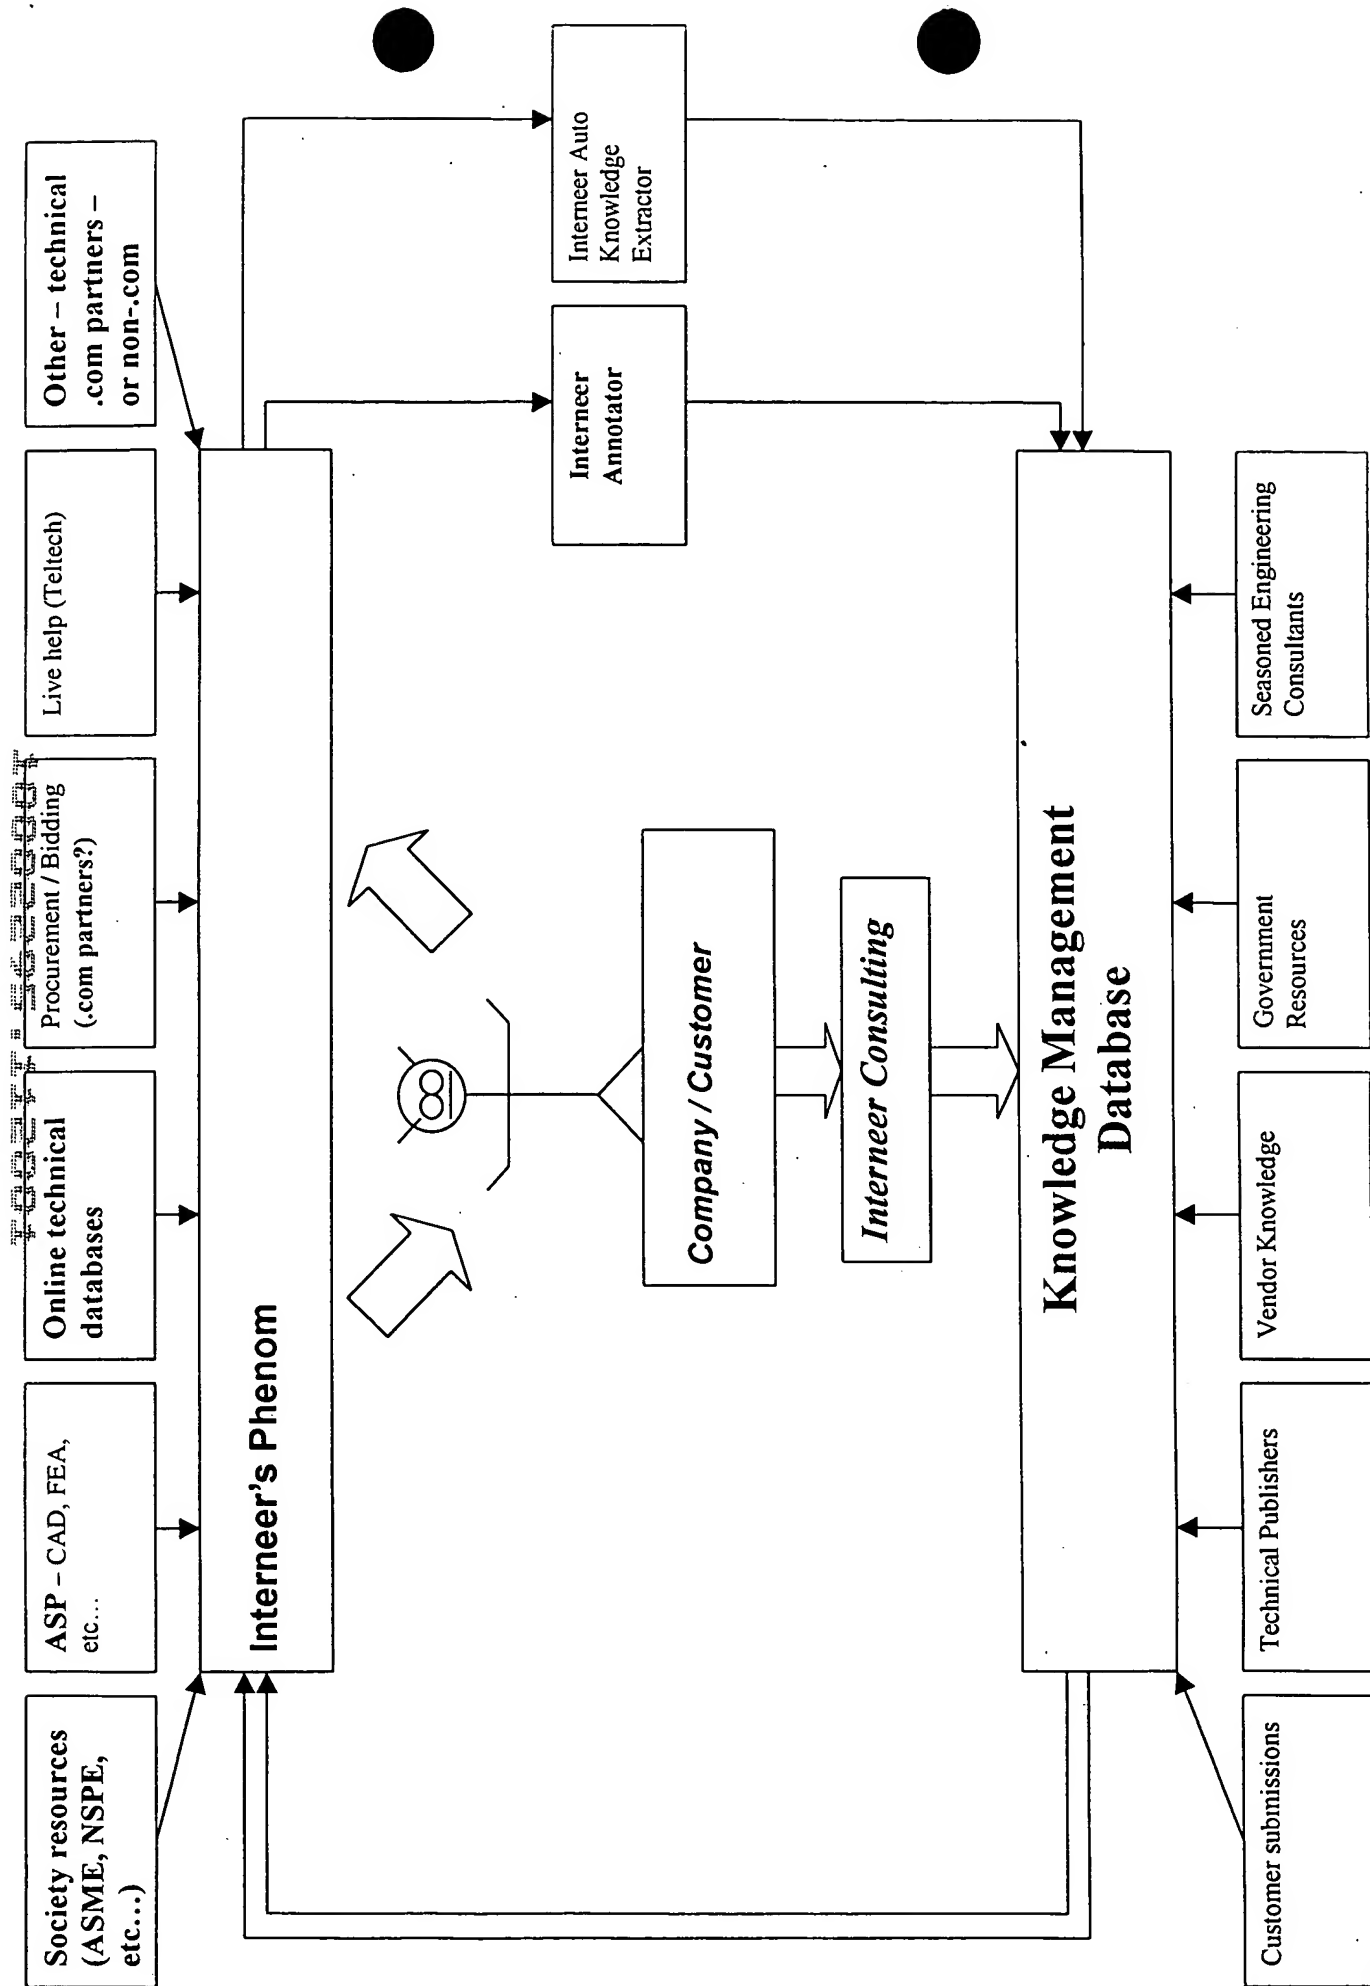 Society resources
(ASME, NSPE,
etc...)
ASP – CAD, FEA,
etc...
Online technical
databases
Procurement / Bidding
(.com partners?)
Live help (Teltech)
Other – technical
.com partners –
or non-.com
Interneer's Phenom
Interneer
Annotator
Interneer Auto
Knowledge
Extractor
Company / Customer
Interneer Consulting
Knowledge Management
Database
Customer submissions
Technical Publishers
Vendor Knowledge
Government
Resources
Seasoned Engineering
Consultants